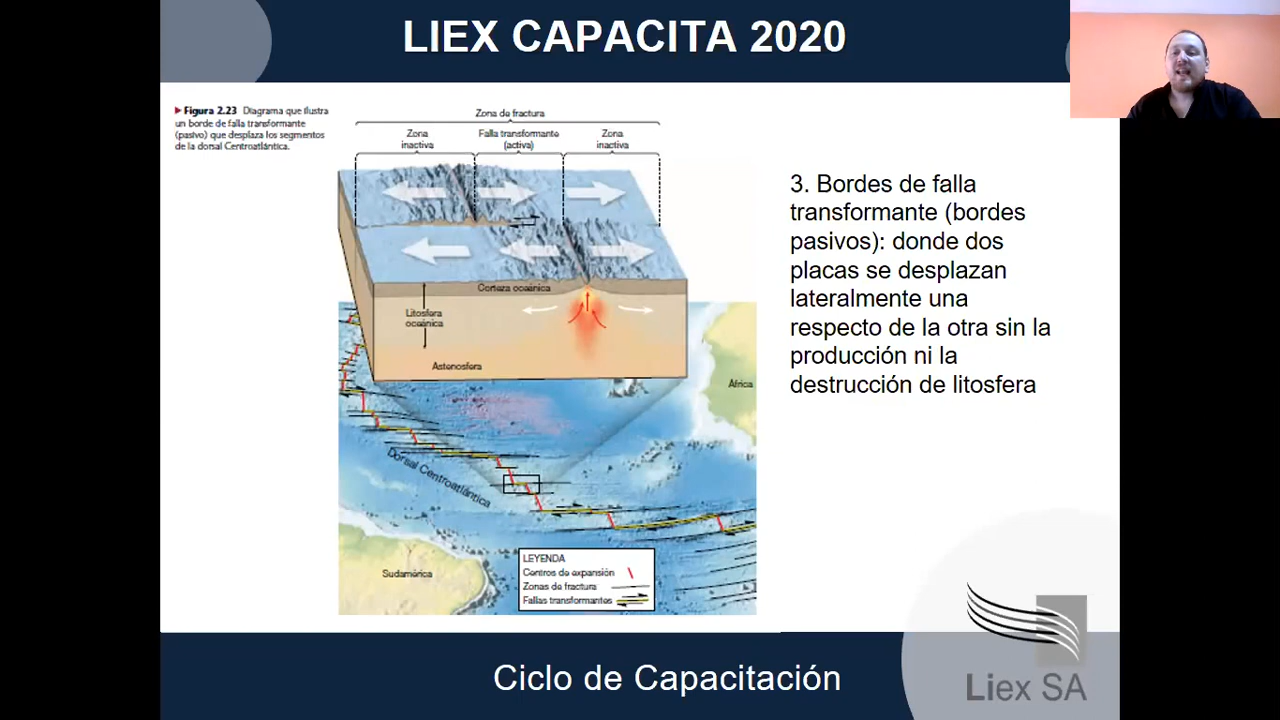 LIEX CAPACITA 2020
Figura 2.23 Diagrama que ilustra
un borde de falla transformante
(pasivo) que desplaza los segmentos
de la dorsal Centroatlántica.
Zona de fractura
Zona
inactiva
Falla transformante
(activa)
Zona
inactiva
Corteza oceánica
Litosfera
oceánica
Astenosfera
África
Dorsal Centroatlántica
Sudamérica
LEYENDA
Centros de expansión
Zonas de fractura
Fallas transformantes
3. Bordes de falla
transformante (bordes
pasivos): donde dos
placas se desplazan
lateralmente una
respecto de la otra sin la
producción ni la
destrucción de litosfera
Ciclo de Capacitación
Liex SA